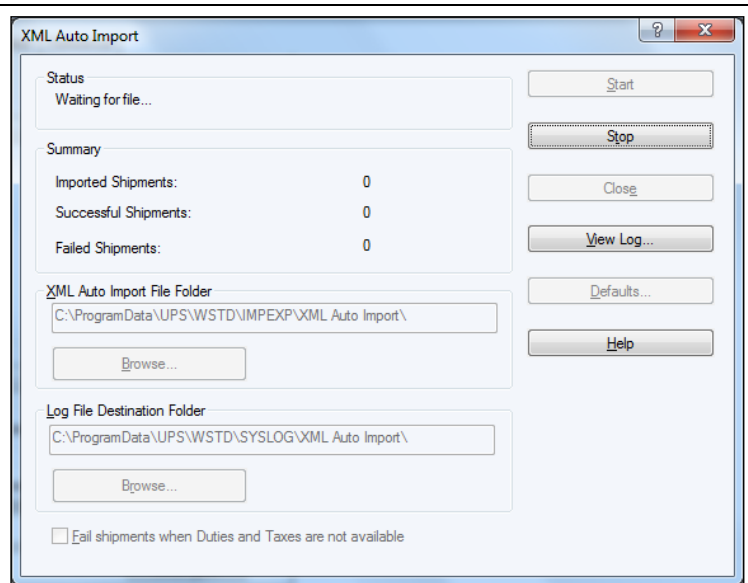 XML Auto Import
?
X
Status
Waiting for file...
Start
Stop
Summary
Imported Shipments: 0
Close
Successful Shipments: 0
View Log...
Failed Shipments: 0
XML Auto Import File Folder
Defaults...
C:\ProgramData\UPS\WSTD\IMPEXP\XML Auto Import\
Help
Browse...
Log File Destination Folder
C:\ProgramData\UPS\WSTD\SYSLOG\XML Auto Import\
Browse...
Fail shipments when Duties and Taxes are not available